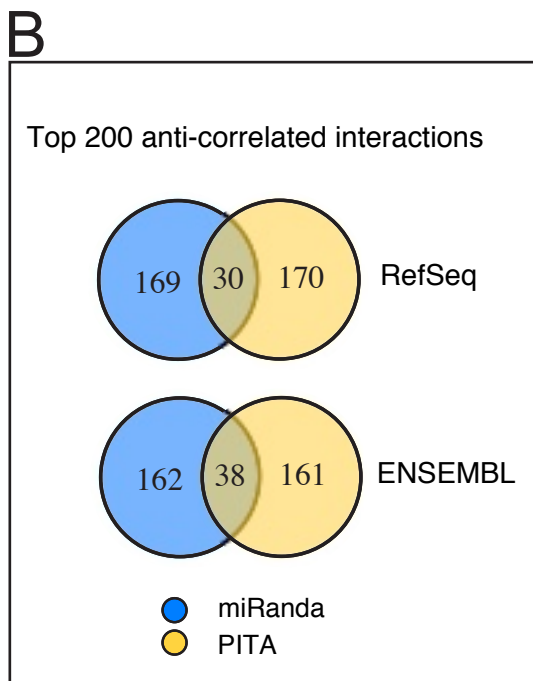 B
Top 200 anti-correlated interactions
169 30 170 RefSeq
162 38 161 ENSEMBL
miRanda
PITA